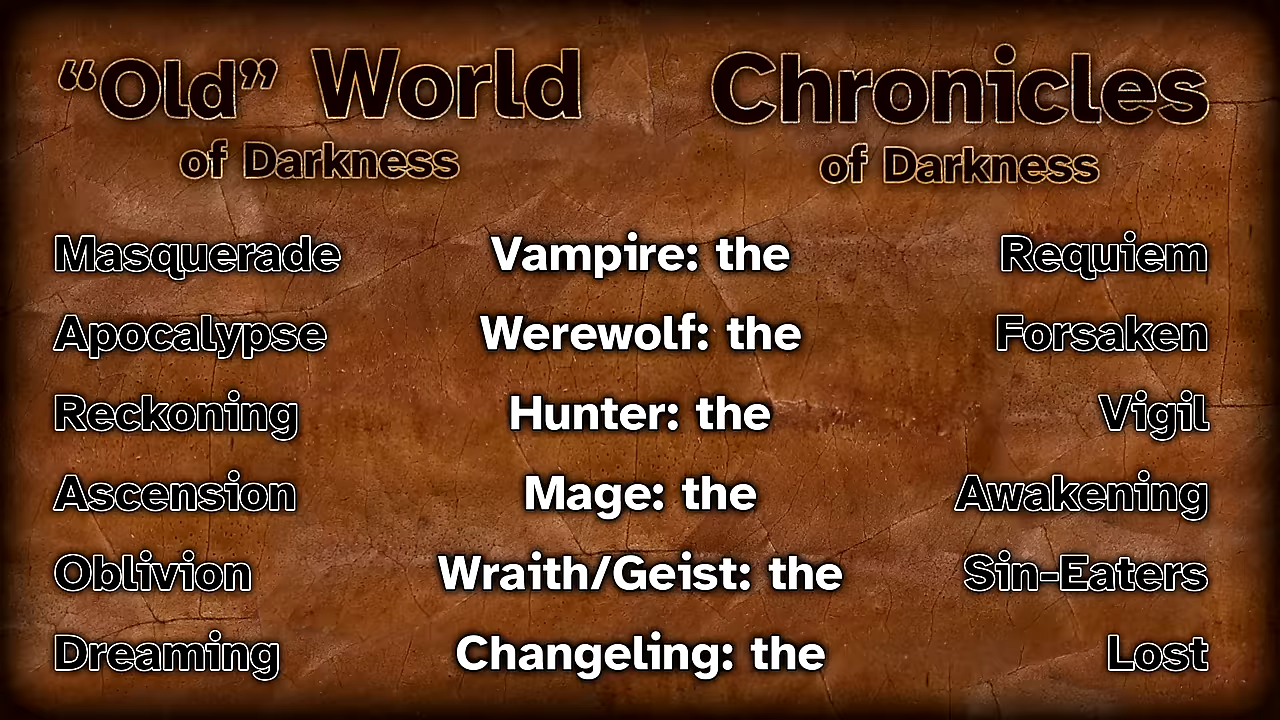 “Old” World
of Darkness
Chronicles
of Darkness
Masquerade Vampire: the Requiem
Apocalypse Werewolf: the Forsaken
Reckoning Hunter: the Vigil
Ascension Mage: the Awakening
Oblivion Wraith/Geist: the Sin-Eaters
Dreaming Changeling: the Lost